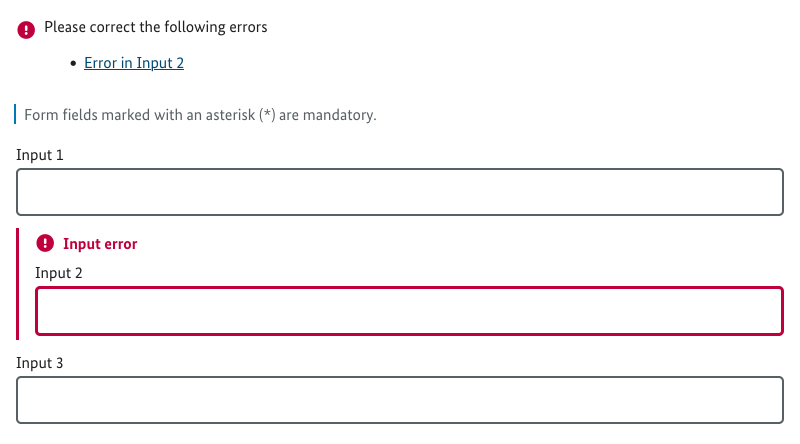 Please correct the following errors
• Error in Input 2
Form fields marked with an asterisk (*) are mandatory.
Input 1
Input error
Input 2
Input 3